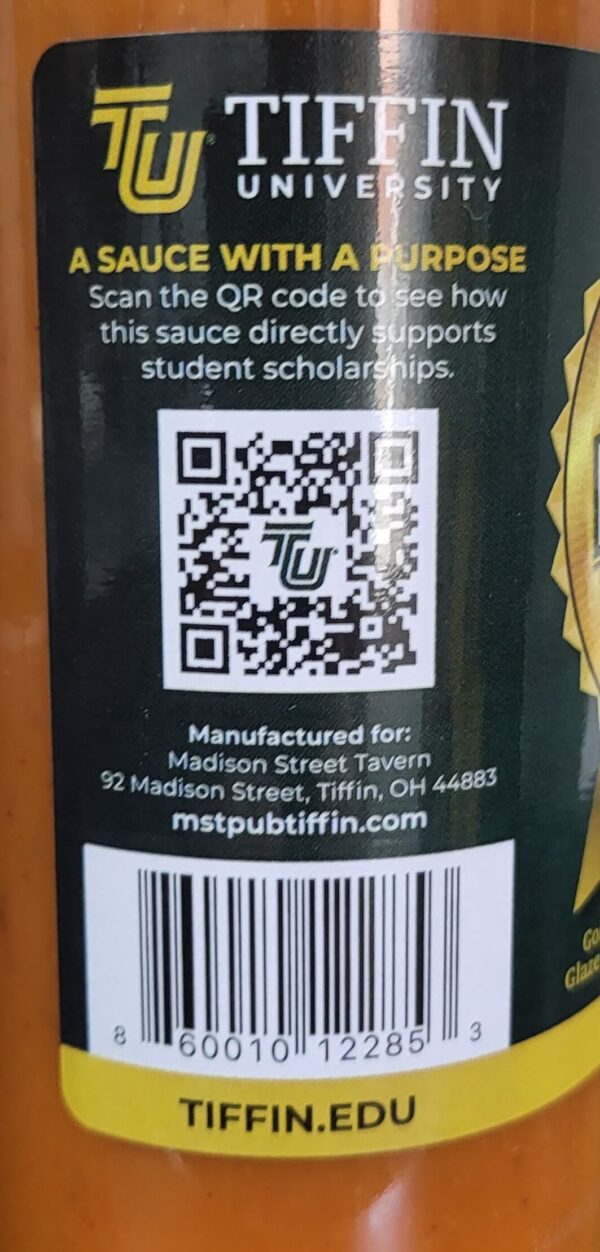 TU TIFFIN
UNIVERSITY
A SAUCE WITH A PURPOSE
Scan the QR code to see how
this sauce directly supports
student scholarships.
TU
Manufactured for:
Madison Street Tavern
92 Madison Street, Tiffin, OH 44883
mstpubtiffin.com
8 60010 12285 3
TIFFIN.EDU